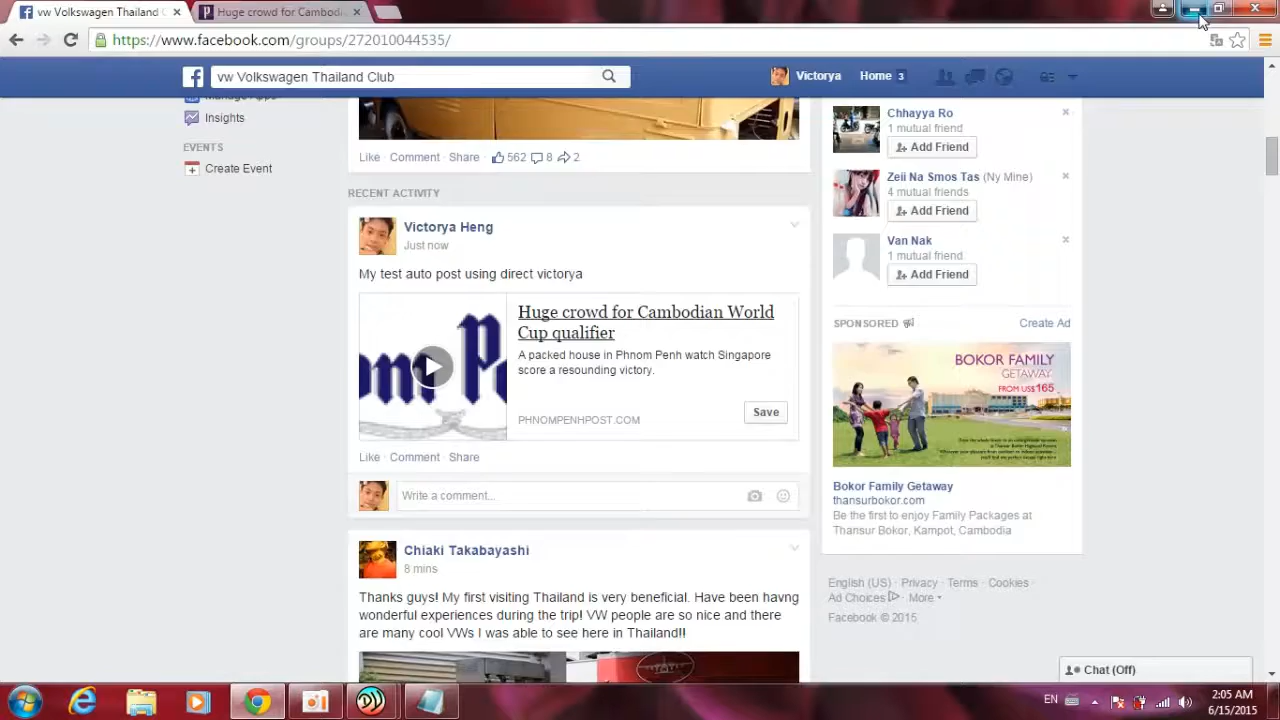 vw Volkswagen Thailand C
Huge crowd for Cambodi
https://www.facebook.com/groups/272010044535/
vw Volkswagen Thailand Club
Victorya
Home 3
Manage Apps
Insights
EVENTS
Create Event
Like · Comment · Share · 562 8 2
RECENT ACTIVITY
Victorya Heng
Just now
My test auto post using direct victorya
Huge crowd for Cambodian World
Cup qualifier
A packed house in Phnom Penh watch Singapore
score a resounding victory.
PHNOMPENHPOST.COM
Save
Like · Comment · Share
Write a comment...
Chiaki Takabayashi
8 mins
Thanks guys! My first visiting Thailand is very beneficial. Have been havng
wonderful experiences during the trip! VW people are so nice and there
are many cool VWs I was able to see here in Thailand!!
Chhayya Ro
1 mutual friend
Add Friend
Zeii Na Smos Tas (Ny Mine)
4 mutual friends
Add Friend
Van Nak
1 mutual friend
Add Friend
SPONSORED
Create Ad
BOKOR FAMILY
GETAWAY
FROM US$165
Bokor Family Getaway
thansurbokor.com
Be the first to enjoy Family Packages at
Thansur Bokor, Kampot, Cambodia
English (US) · Privacy · Terms · Cookies ·
Ad Choices · More
Facebook © 2015
Chat (Off)
EN
2:05 AM
6/15/2015